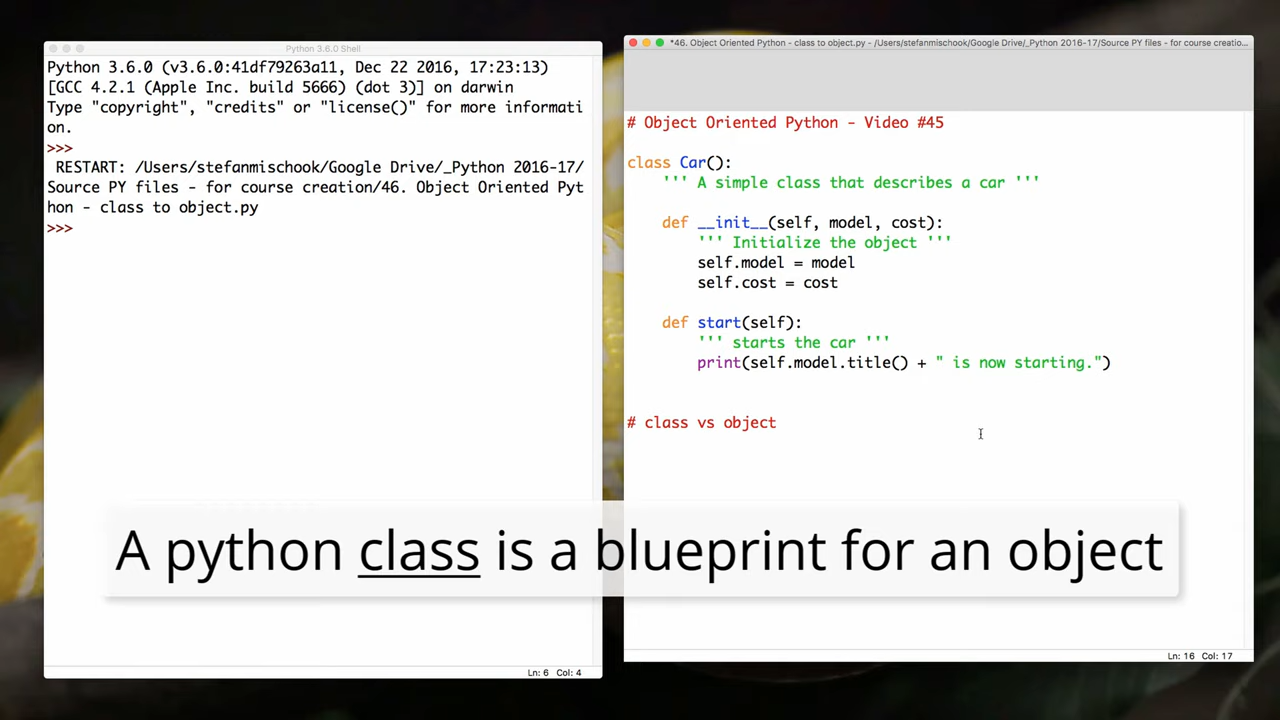 Python 3.6.0 Shell
Python 3.6.0 (v3.6.0:41df79263a11, Dec 22 2016, 17:23:13)
[GCC 4.2.1 (Apple Inc. build 5666) (dot 3)] on darwin
Type "copyright", "credits" or "license()" for more informati
on.
>>>
RESTART: /Users/stefanmischook/Google Drive/_Python 2016-17/
Source PY files - for course creation/46. Object Oriented Pyt
hon - class to object.py
>>>
Ln: 6 Col: 4
*46. Object Oriented Python - class to object.py - /Users/stefanmischook/Google Drive/_Python 2016-17/Source PY files - for course creatio...
# Object Oriented Python - Video #45
class Car():
    ''' A simple class that describes a car '''
    def __init__(self, model, cost):
        ''' Initialize the object '''
        self.model = model
        self.cost = cost
    def start(self):
        ''' starts the car '''
        print(self.model.title() + " is now starting.")
# class vs object
A python class is a blueprint for an object
Ln: 16 Col: 17